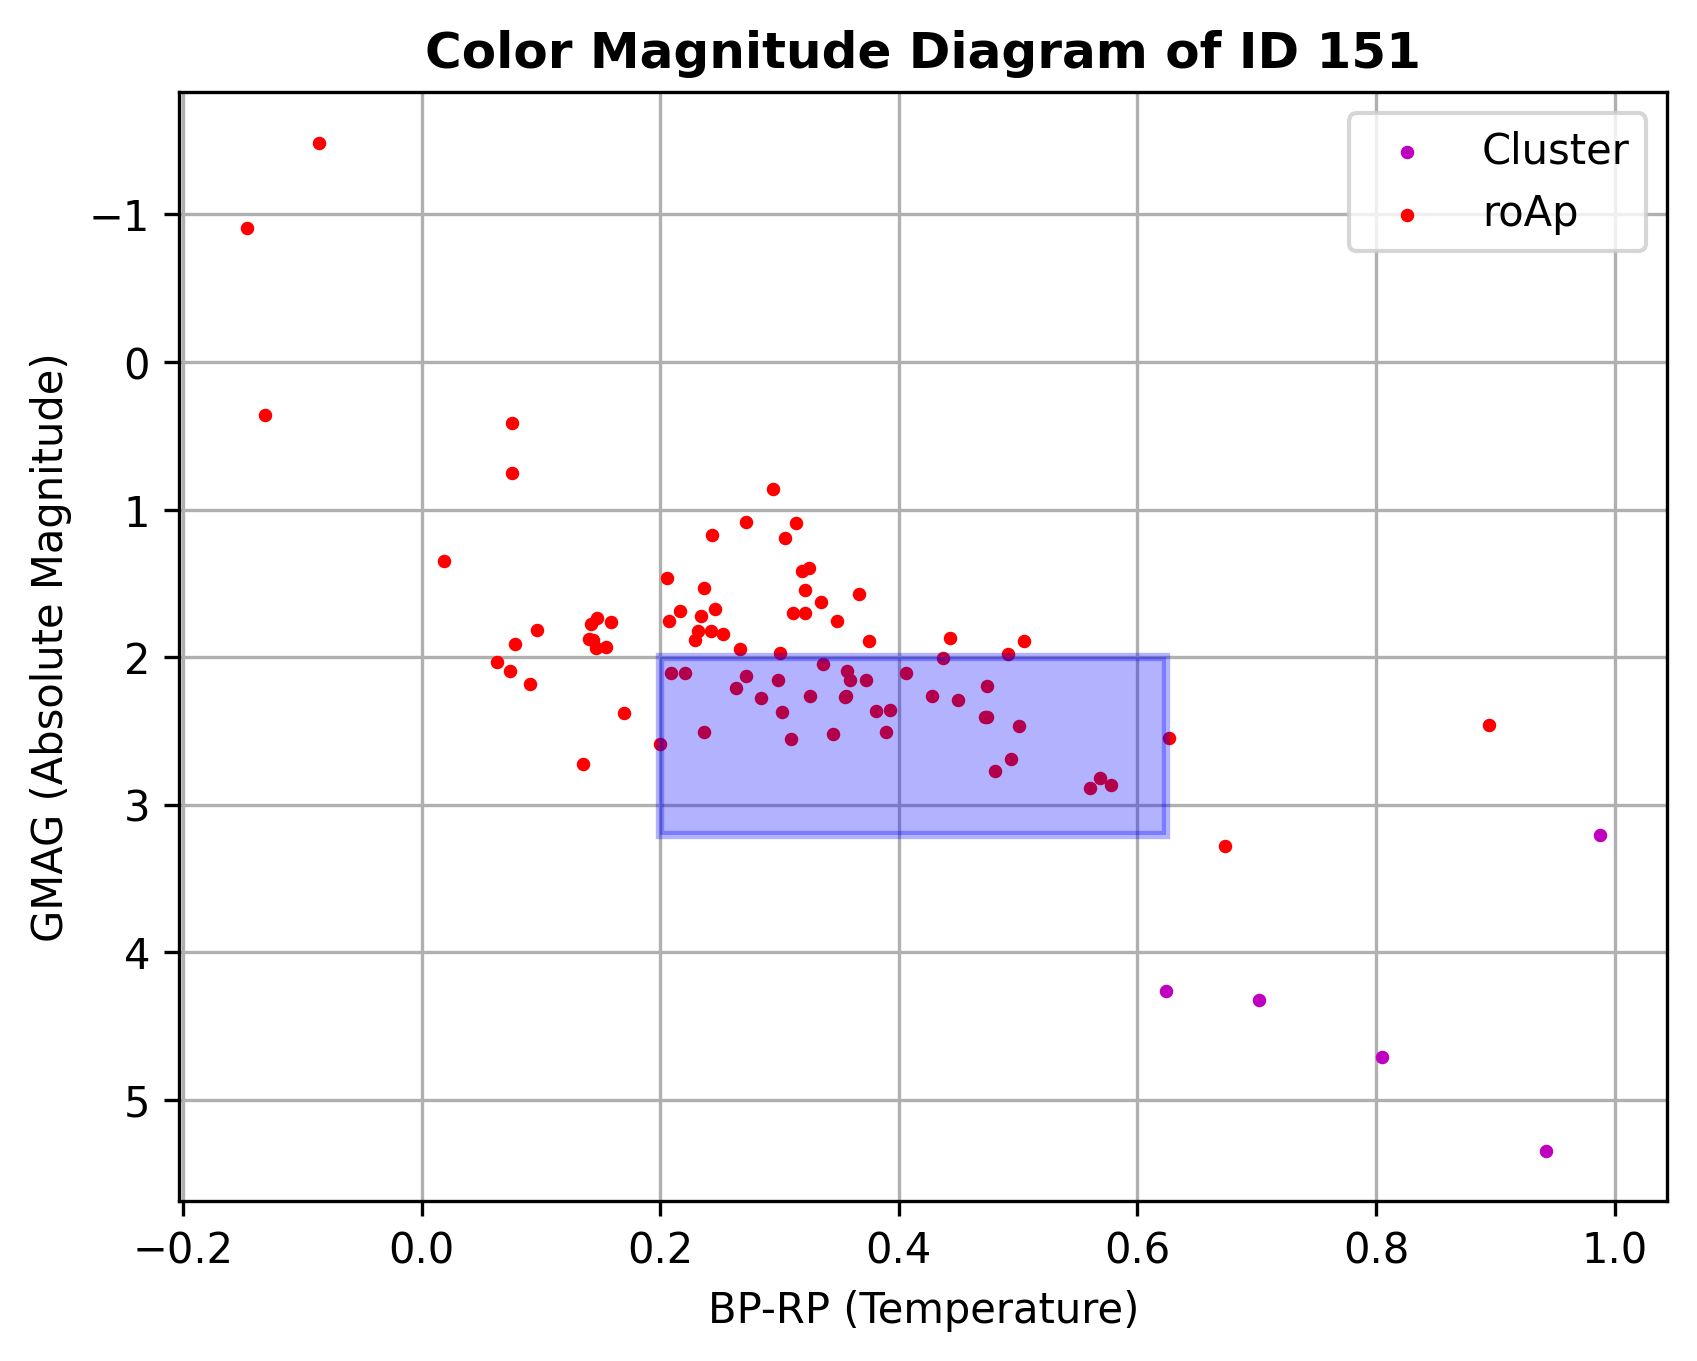 Color Magnitude Diagram of ID 151
Cluster
roAp
−1
0
1
2
3
4
5
GMAG (Absolute Magnitude)
−0.2 0.0 0.2 0.4 0.6 0.8 1.0
BP-RP (Temperature)